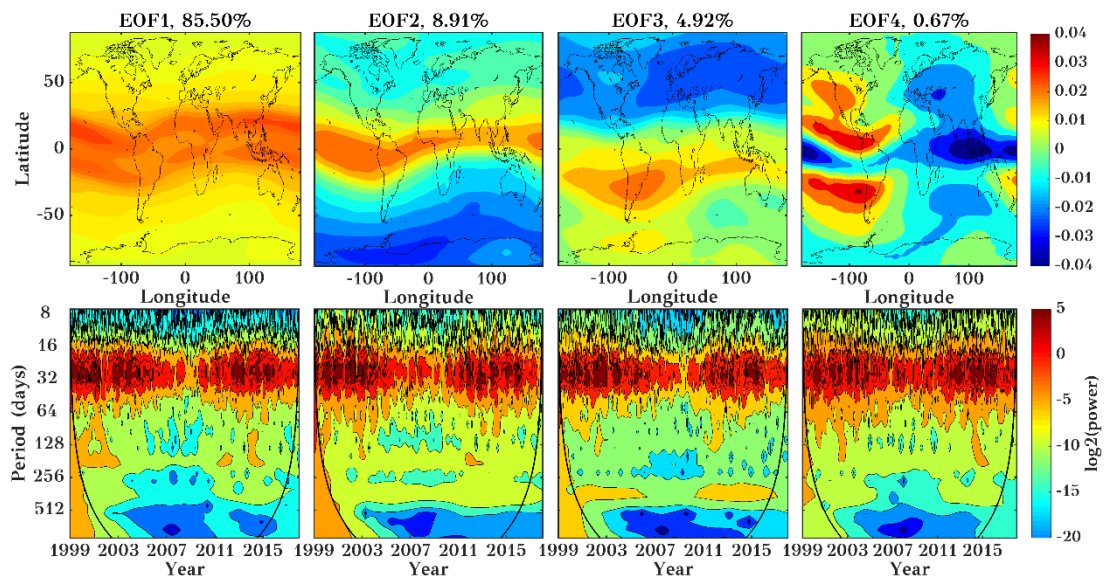 EOF1, 85.50%
EOF2, 8.91%
EOF3, 4.92%
EOF4, 0.67%
Latitude
50
0
-50
-100 0 100
-100 0 100
-100 0 100
-100 0 100
Longitude
Longitude
Longitude
Longitude
0.04
0.03
0.02
0.01
0
-0.01
-0.02
-0.03
-0.04
Period (days)
8
16
32
64
128
256
512
1999 2003 2007 2011 2015
1999 2003 2007 2011 2015
1999 2003 2007 2011 2015
1999 2003 2007 2011 2015
Year
Year
Year
Year
5
0
-5
-10
-15
-20
log2(power)